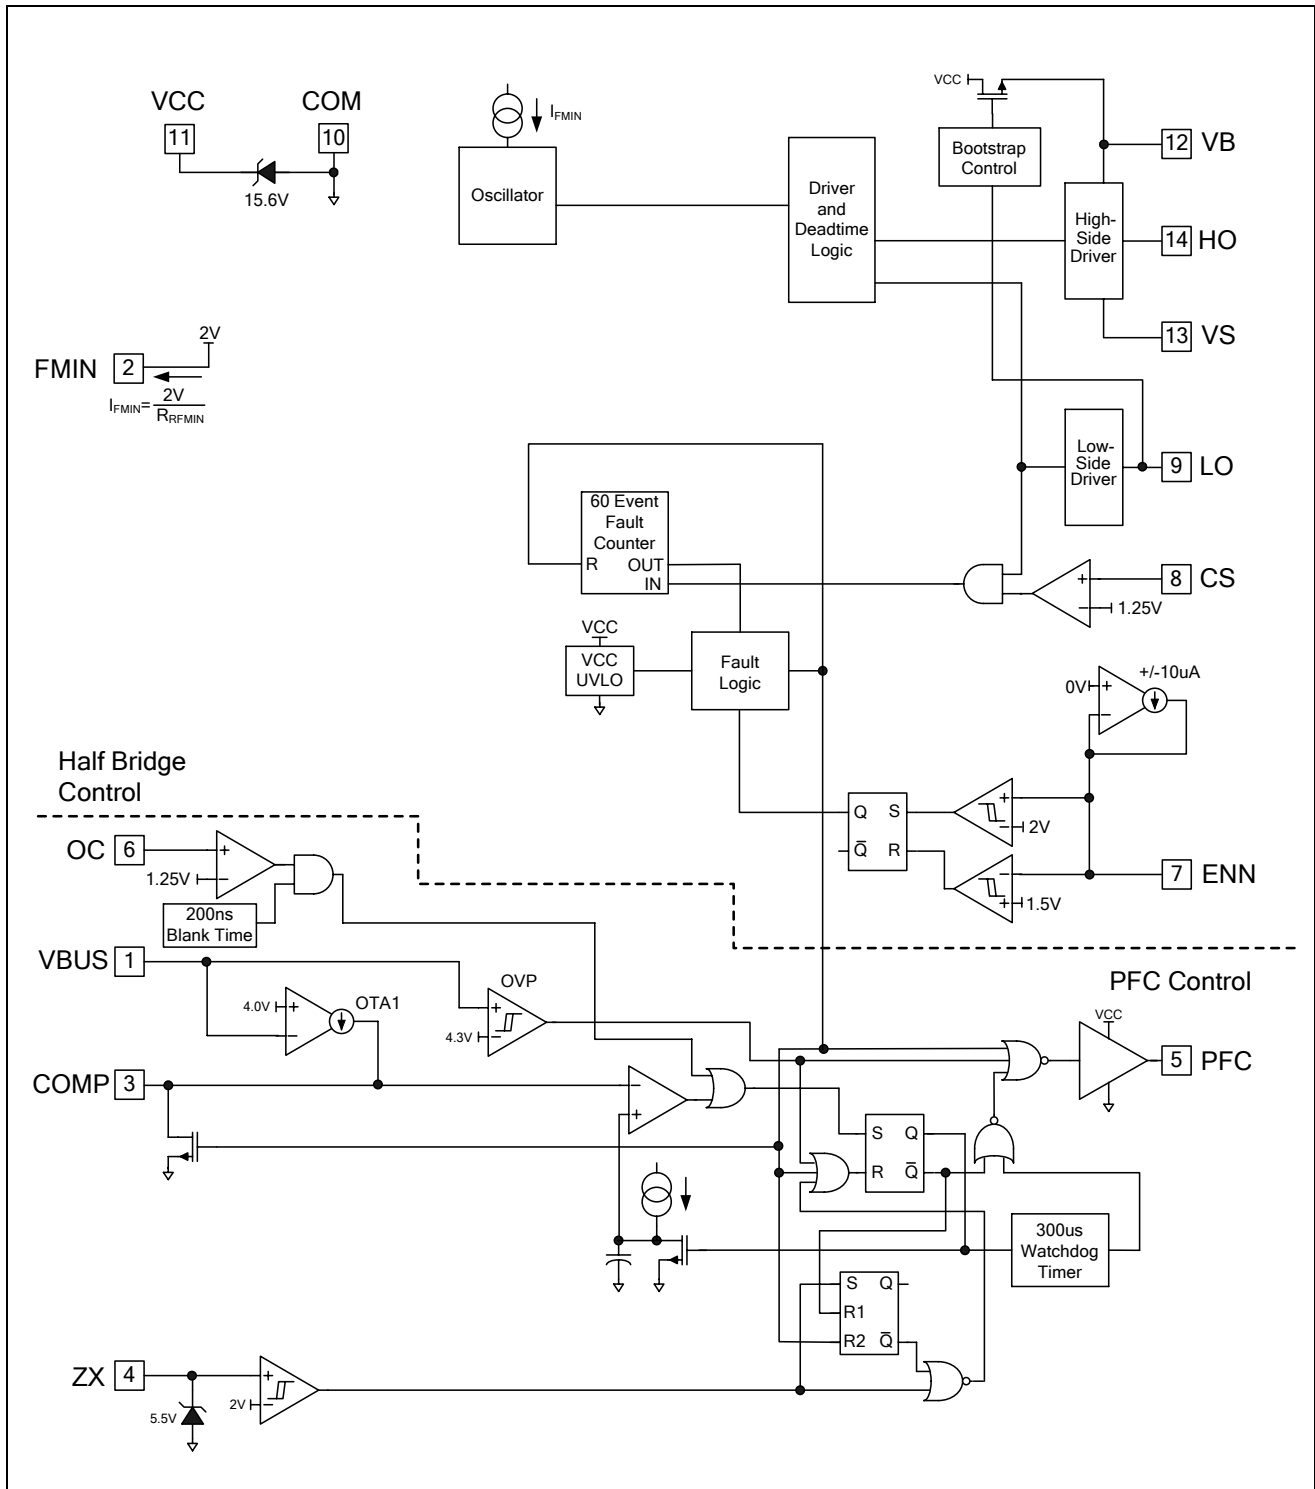 VCC
11
COM
10
15.6V
IFMIN
Oscillator
Driver
and
Deadtime
Logic
VCC
Bootstrap
Control
High-
Side
Driver
12 VB
14 HO
13 VS
FMIN 2
2V
IFMIN= 2V
RRFMIN
60 Event
Fault
Counter
R OUT
IN
Low-
Side
Driver
9 LO
+
−
8 CS
1.25V
VCC
VCC
UVLO
Fault
Logic
0V +
−
+/-10uA
Half Bridge
Control
Q S
Q̅ R
+
− 2V
−
+ 1.5V
7 ENN
OC 6
+
1.25V −
200ns
Blank Time
VBUS 1
4.0V +
−
OTA1
OVP
+
4.3V −
PFC Control
VCC
5 PFC
COMP 3
−
+
S Q
R Q̅
300us
Watchdog
Timer
S Q
R1
R2 Q̅
ZX 4
+
2V −
5.5V